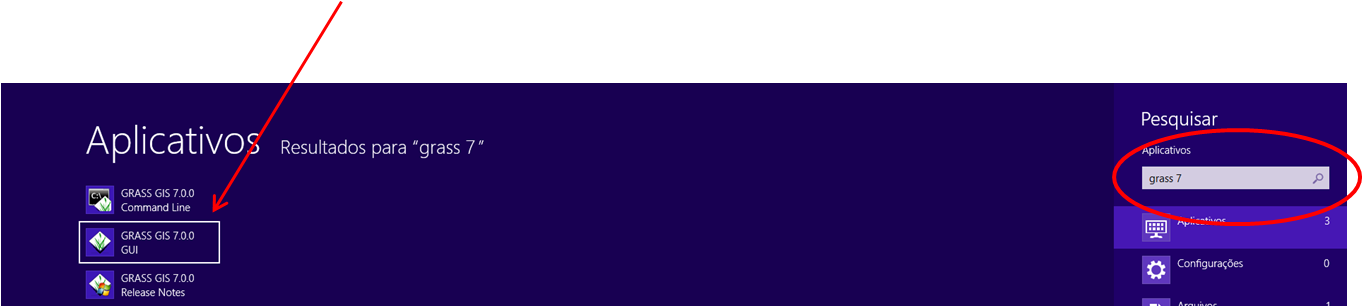 Aplicativos Resultados para “grass 7”
GRASS GIS 7.0.0
Command Line
GRASS GIS 7.0.0
GUI
GRASS GIS 7.0.0
Release Notes
Pesquisar
Aplicativos
grass 7
Aplicativos 3
Configurações 0
Arquivos 1